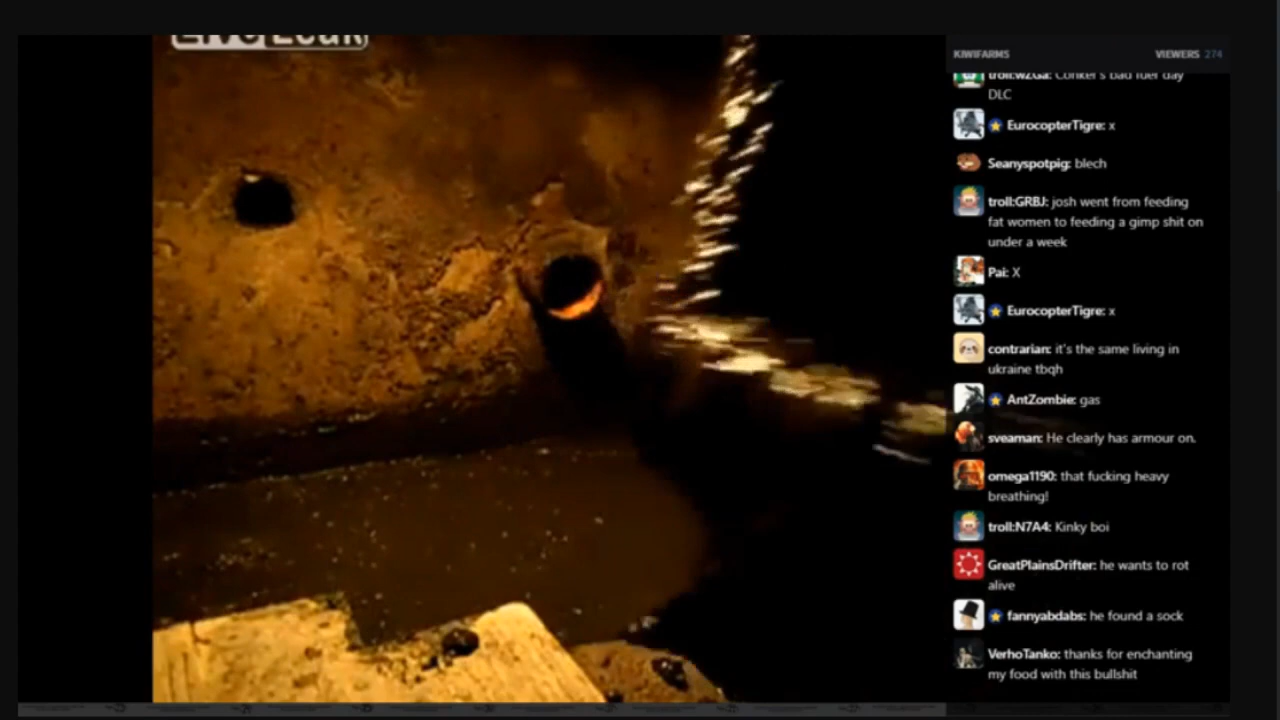 LiveLeak
KIWIFARMS
VIEWERS 274
troll:wZGa: Conker's bad fuel day
DLC
EurocopterTigre: x
Seanyspotpig: blech
troll:GRBJ: josh went from feeding
fat women to feeding a gimp shit on
under a week
Pai: X
EurocopterTigre: x
contrarian: it's the same living in
ukraine tbqh
AntZombie: gas
sveaman: He clearly has armour on.
omega1190: that fucking heavy
breathing!
troll:N7A4: Kinky boi
GreatPlainsDrifter: he wants to rot
alive
fannyabdabs: he found a sock
VerhoTanko: thanks for enchanting
my food with this bullshit